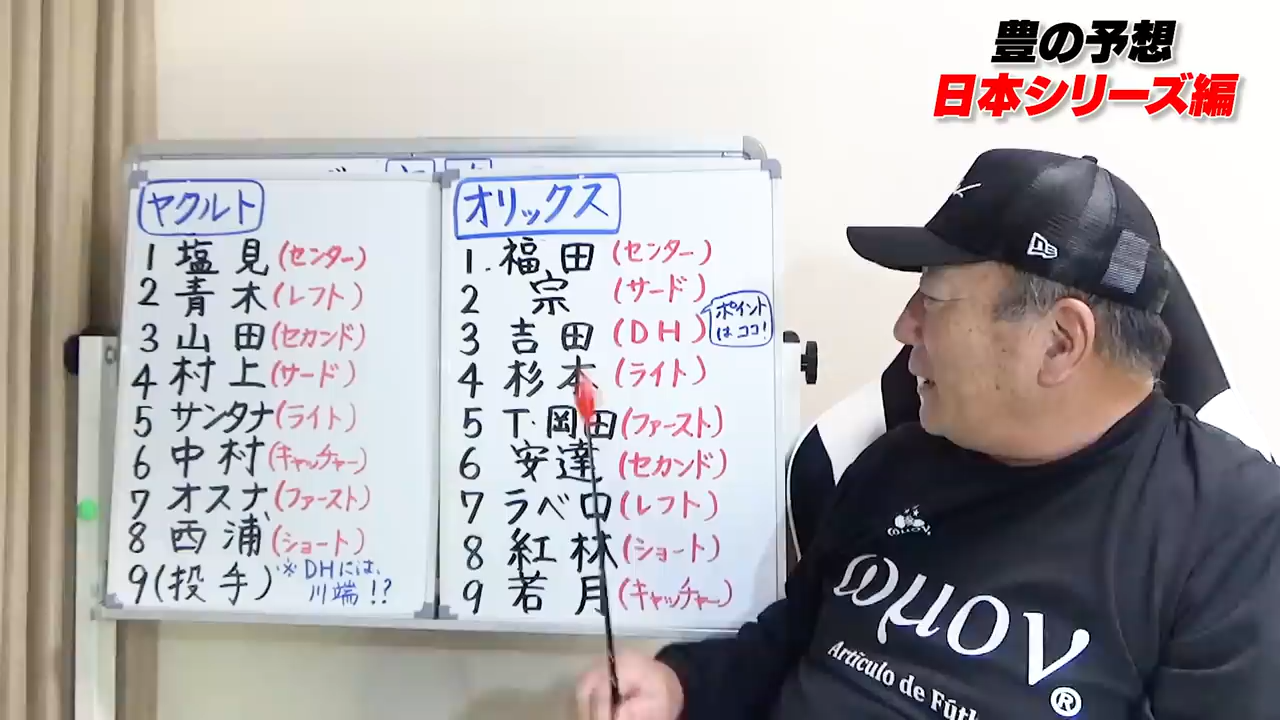 豊の予想
日本シリーズ編
ヤクルト
1 塩見(センター)
2 青木(レフト)
3 山田(セカンド)
4 村上(サード)
5 サンタナ(ライト)
6 中村(キャッチャー)
7 オスナ(ファースト)
8 西浦(ショート)
9(投手)
※DHには、
川端!?
オリックス
1.福田(センター)
2 宗(サード)
3 吉田(DH)
ポイント
はココ!
4 杉本(ライト)
5 T・岡田(ファースト)
6 安達(セカンド)
7 ラベロ(レフト)
8 紅林(ショート)
9 若月(キャッチャー)
ωμον
ωμον®
Artículo de